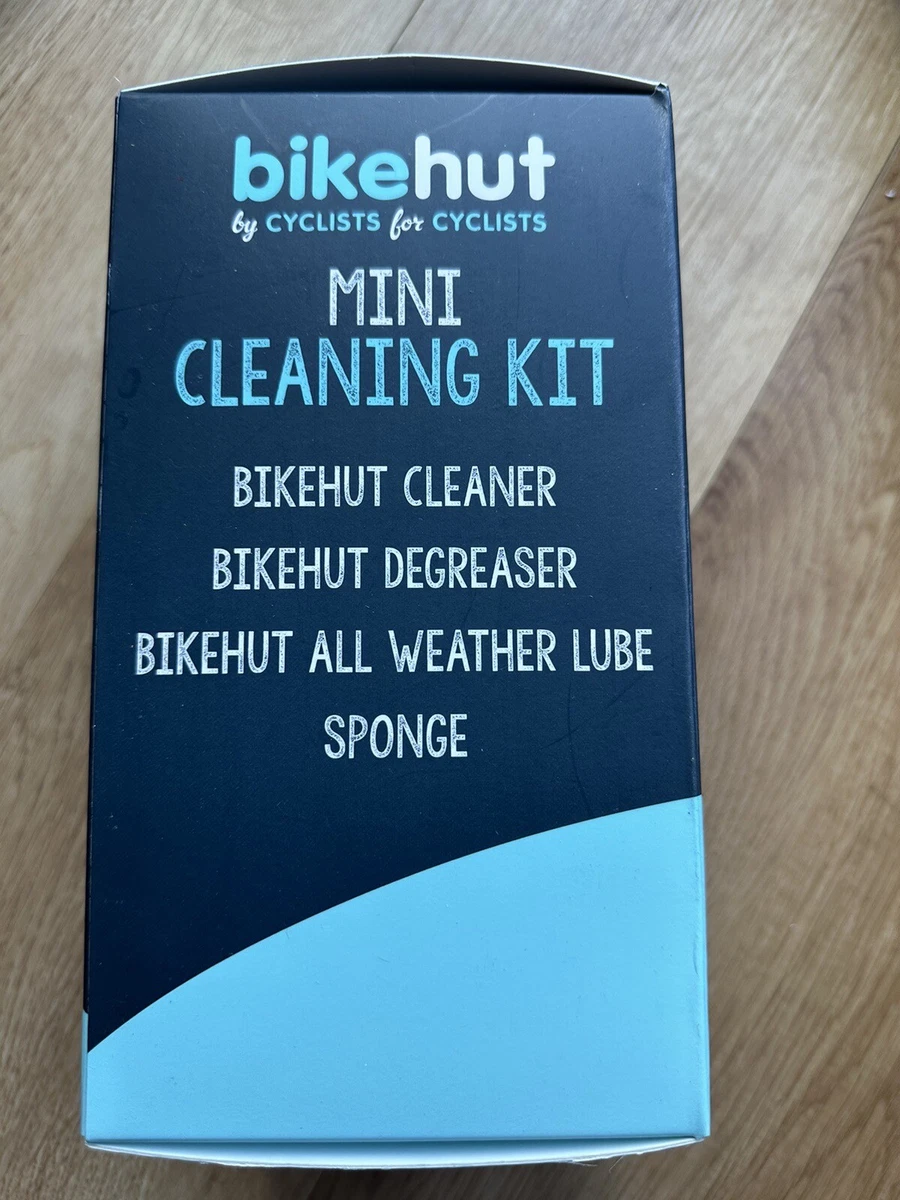 bikehut
by CYCLISTS for CYCLISTS
MINI
CLEANING KIT
BIKEHUT CLEANER
BIKEHUT DEGREASER
BIKEHUT ALL WEATHER LUBE
SPONGE